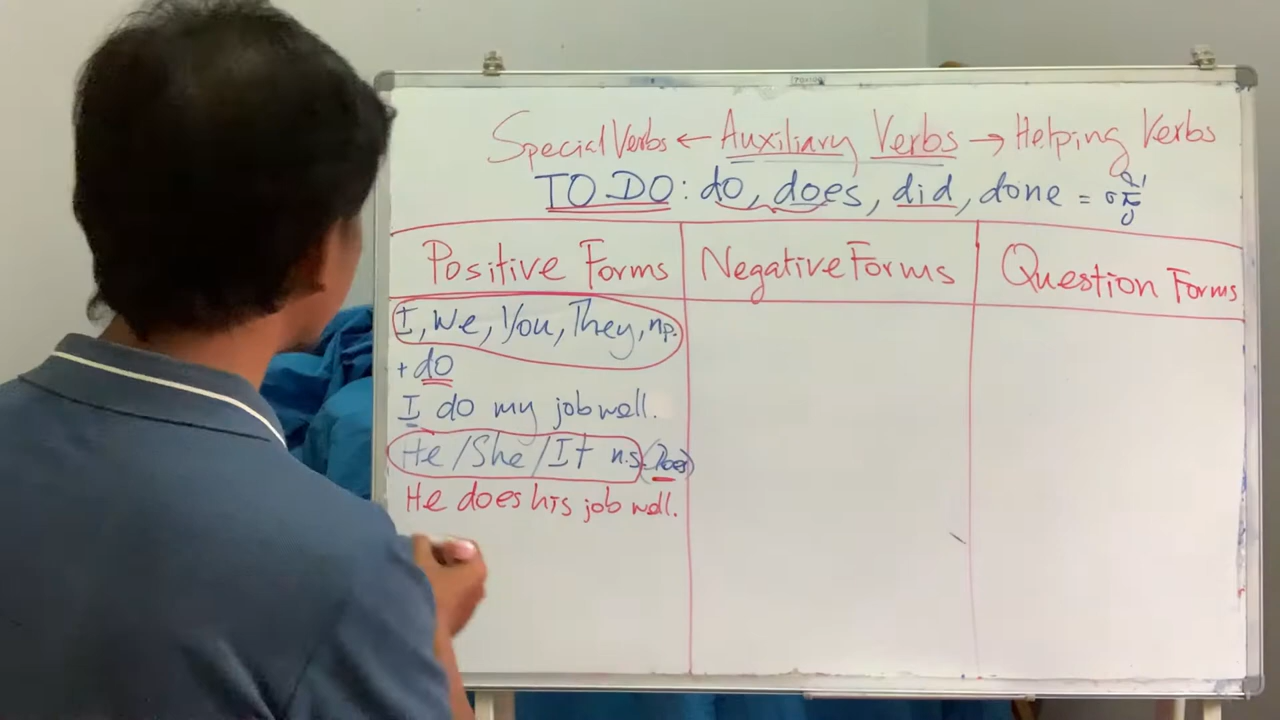 Special Verbs ← Auxiliary Verbs → Helping Verbs
TO DO: do, does, did, done =
Positive Forms
Negative Forms
Question Forms
I, We, You, They, np.
+ do
I do my job well.
He/She/It n.s. (Does)
He does his job well.